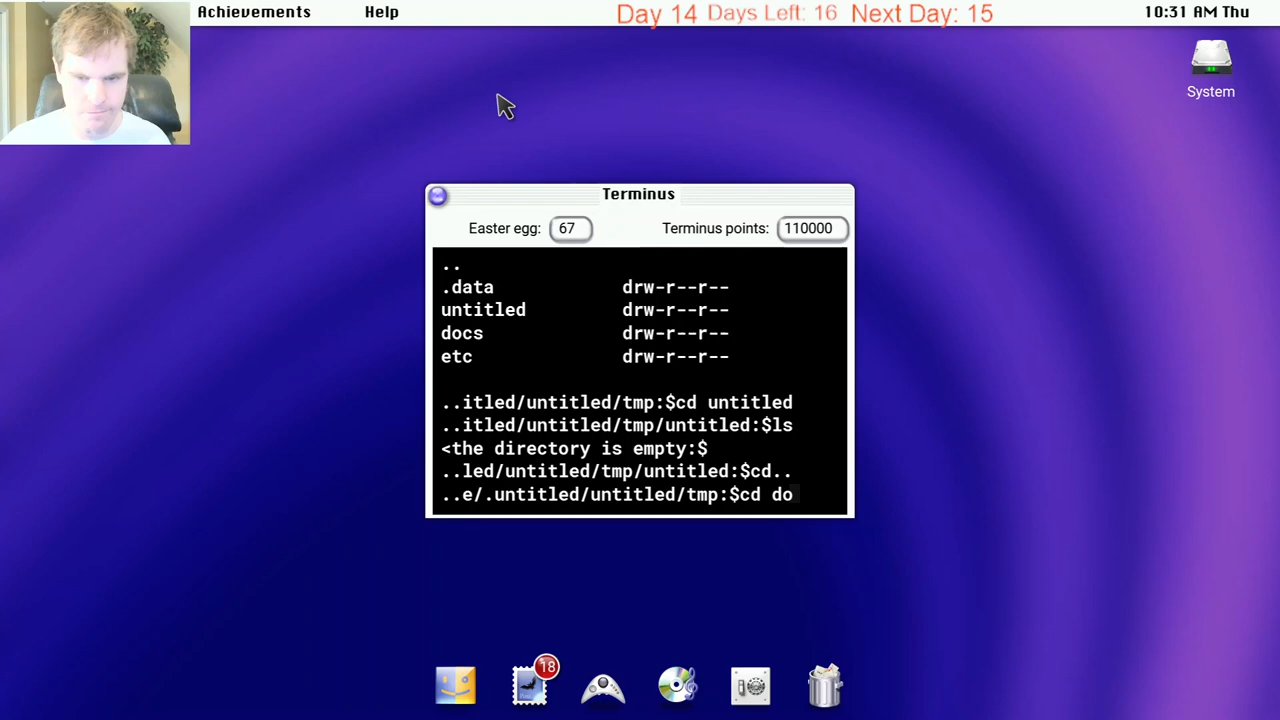 Achievements Help Day 14 Days Left: 16 Next Day: 15 10:31 AM Thu
System
Terminus
Easter egg: 67 Terminus points: 110000
..
.data drw-r--r--
untitled drw-r--r--
docs drw-r--r--
etc drw-r--r--
..itled/untitled/tmp:$cd untitled
..itled/untitled/tmp/untitled:$ls
<the directory is empty:$
..led/untitled/tmp/untitled:$cd..
..e/.untitled/untitled/tmp:$cd do
18